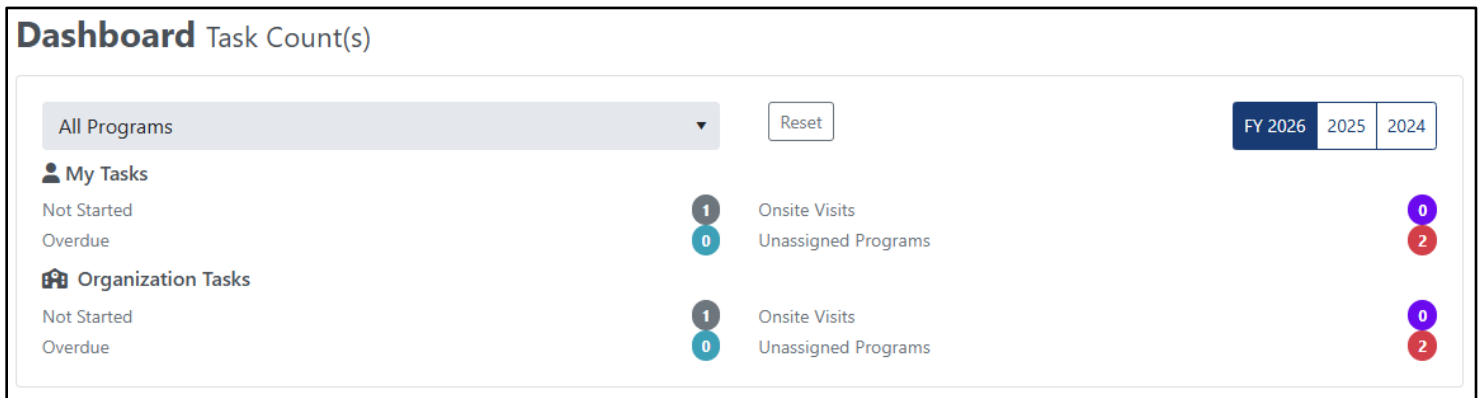 Dashboard Task Count(s)
All Programs
Reset
FY 2026 2025 2024
My Tasks
Not Started 1 Onsite Visits 0
Overdue 0 Unassigned Programs 2
Organization Tasks
Not Started 1 Onsite Visits 0
Overdue 0 Unassigned Programs 2